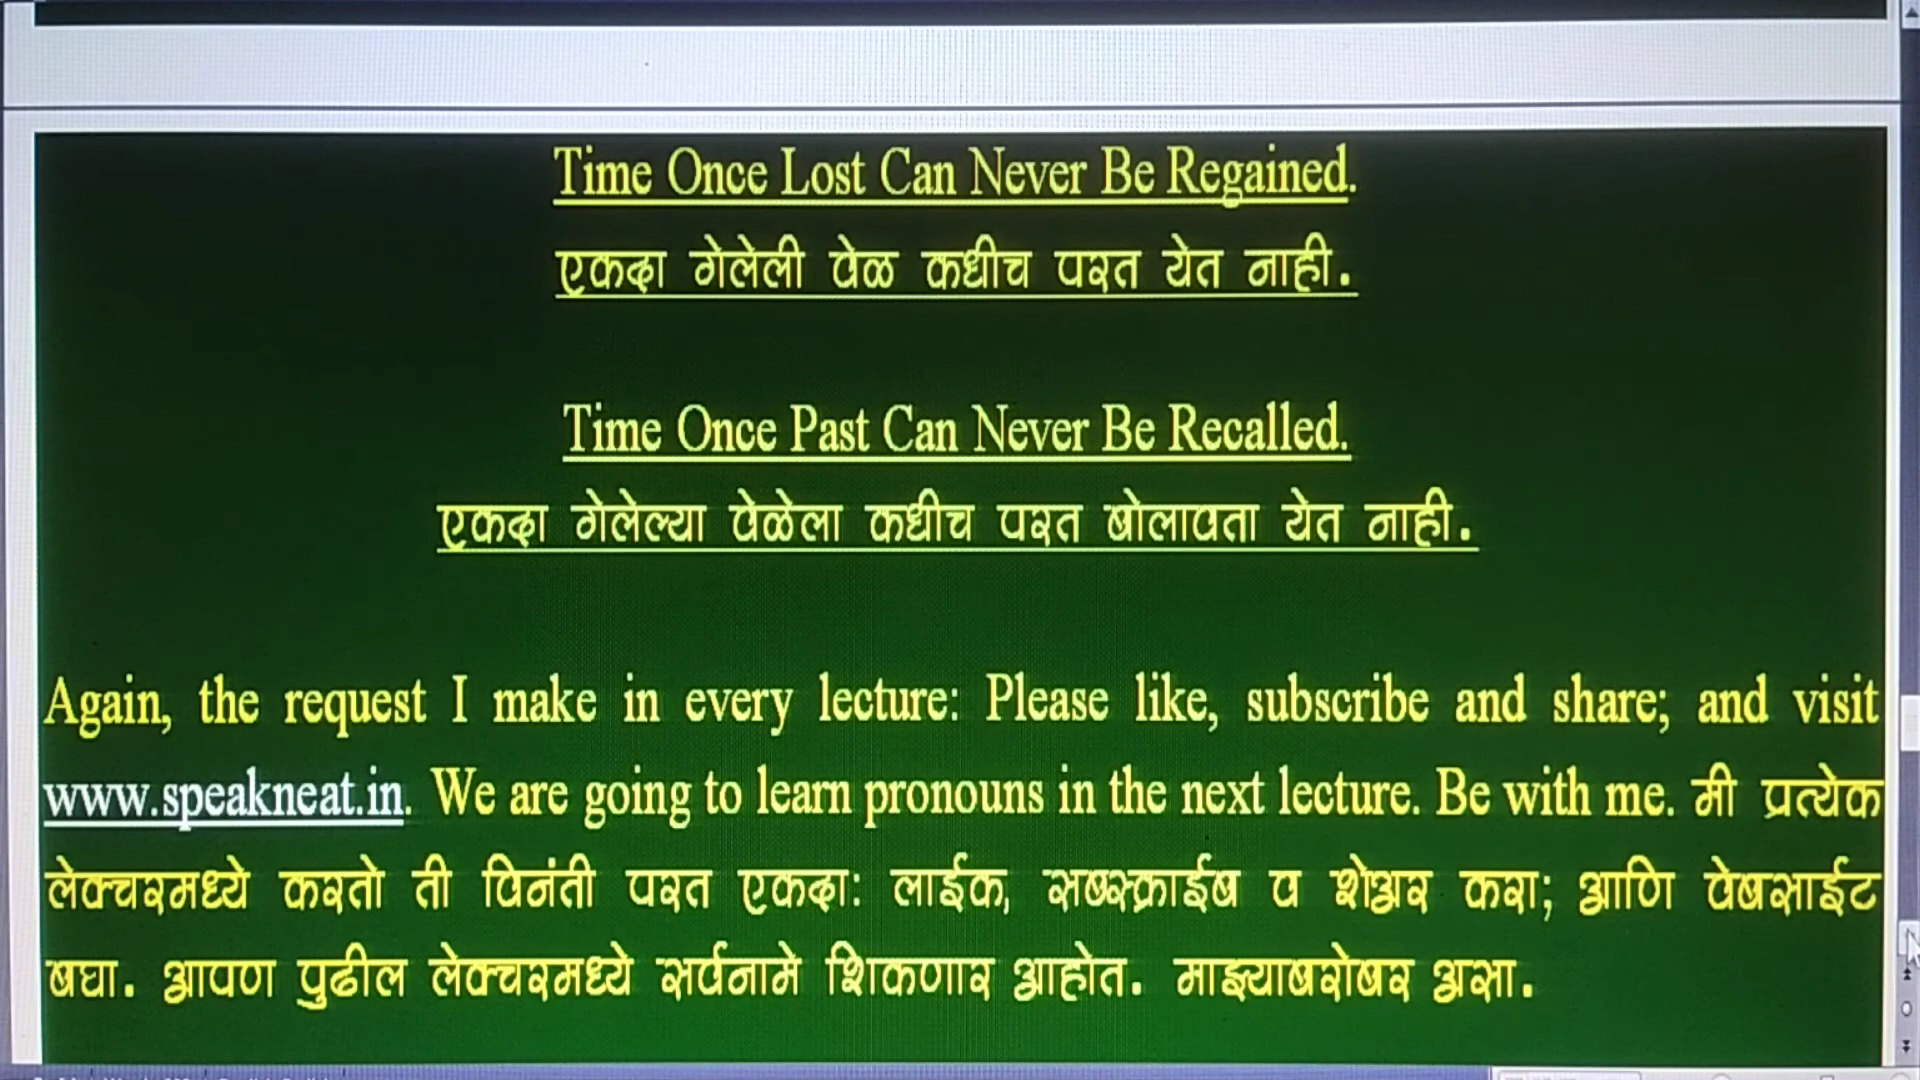 Time Once Lost Can Never Be Regained.
एकदा गेलेली वेळ कधीच परत येत नाही.
Time Once Past Can Never Be Recalled.
एकदा गेलेल्या वेळेला कधीच परत बोलावता येत नाही.
Again, the request I make in every lecture: Please like, subscribe and share; and visit
www.speakneat.in. We are going to learn pronouns in the next lecture. Be with me. मी प्रत्येक
लेक्चरमध्ये करतो ती विनंती परत एकदा: लाईक, सबस्क्राईब व शेअर करा; आणि वेबसाईट
बघा. आपण पुढील लेक्चरमध्ये सर्वनामे शिकणार आहोत. माझ्याबरोबर असा.